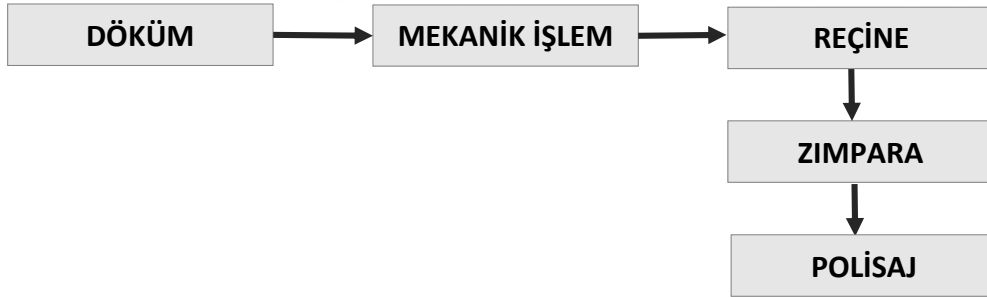 DÖKÜM
MEKANİK İŞLEM
REÇİNE
ZIMPARA
POLİSAJ